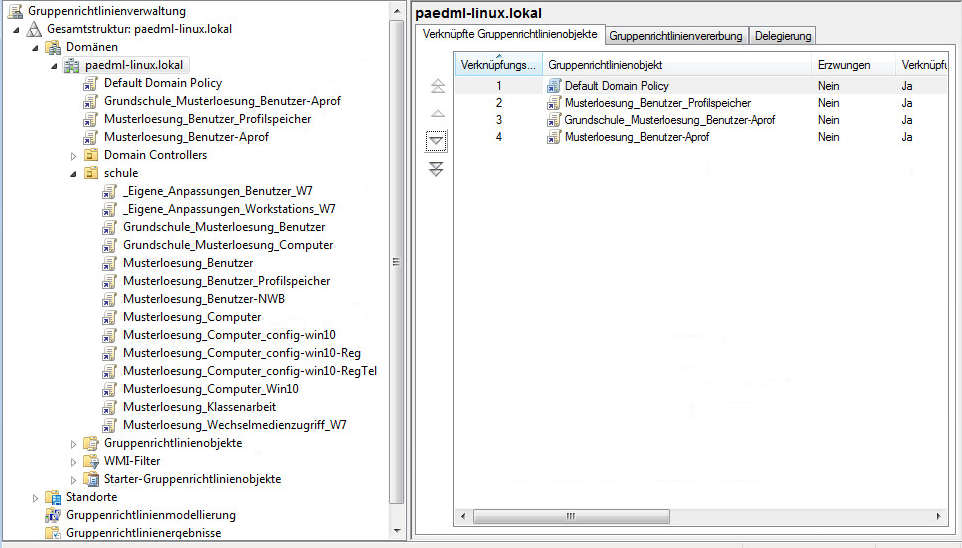 Gruppenrichtlinienverwaltung
Gesamtstruktur: paedml-linux.lokal
Domänen
paedml-linux.lokal
Default Domain Policy
Grundschule_Musterloesung_Benutzer-Aprof
Musterloesung_Benutzer_Profilspeicher
Musterloesung_Benutzer-Aprof
Domain Controllers
schule
_Eigene_Anpassungen_Benutzer_W7
_Eigene_Anpassungen_Workstations_W7
Grundschule_Musterloesung_Benutzer
Grundschule_Musterloesung_Computer
Musterloesung_Benutzer
Musterloesung_Benutzer_Profilspeicher
Musterloesung_Benutzer-NWB
Musterloesung_Computer
Musterloesung_Computer_config-win10
Musterloesung_Computer_config-win10-Reg
Musterloesung_Computer_config-win10-RegTel
Musterloesung_Computer_Win10
Musterloesung_Klassenarbeit
Musterloesung_Wechselmedienzugriff_W7
Gruppenrichtlinienobjekte
WMI-Filter
Starter-Gruppenrichtlinienobjekte
Standorte
Gruppenrichtlinienmodellierung
Gruppenrichtlinienergebnisse
paedml-linux.lokal
Verknüpfte Gruppenrichtlinienobjekte Gruppenrichtlinienvererbung Delegierung
Verknüpfungs... Gruppenrichtlinienobjekt Erzwungen Verknüpfu
1 Default Domain Policy Nein Ja
2 Musterloesung_Benutzer_Profilspeicher Nein Ja
3 Grundschule_Musterloesung_Benutzer-Aprof Nein Ja
4 Musterloesung_Benutzer-Aprof Nein Ja